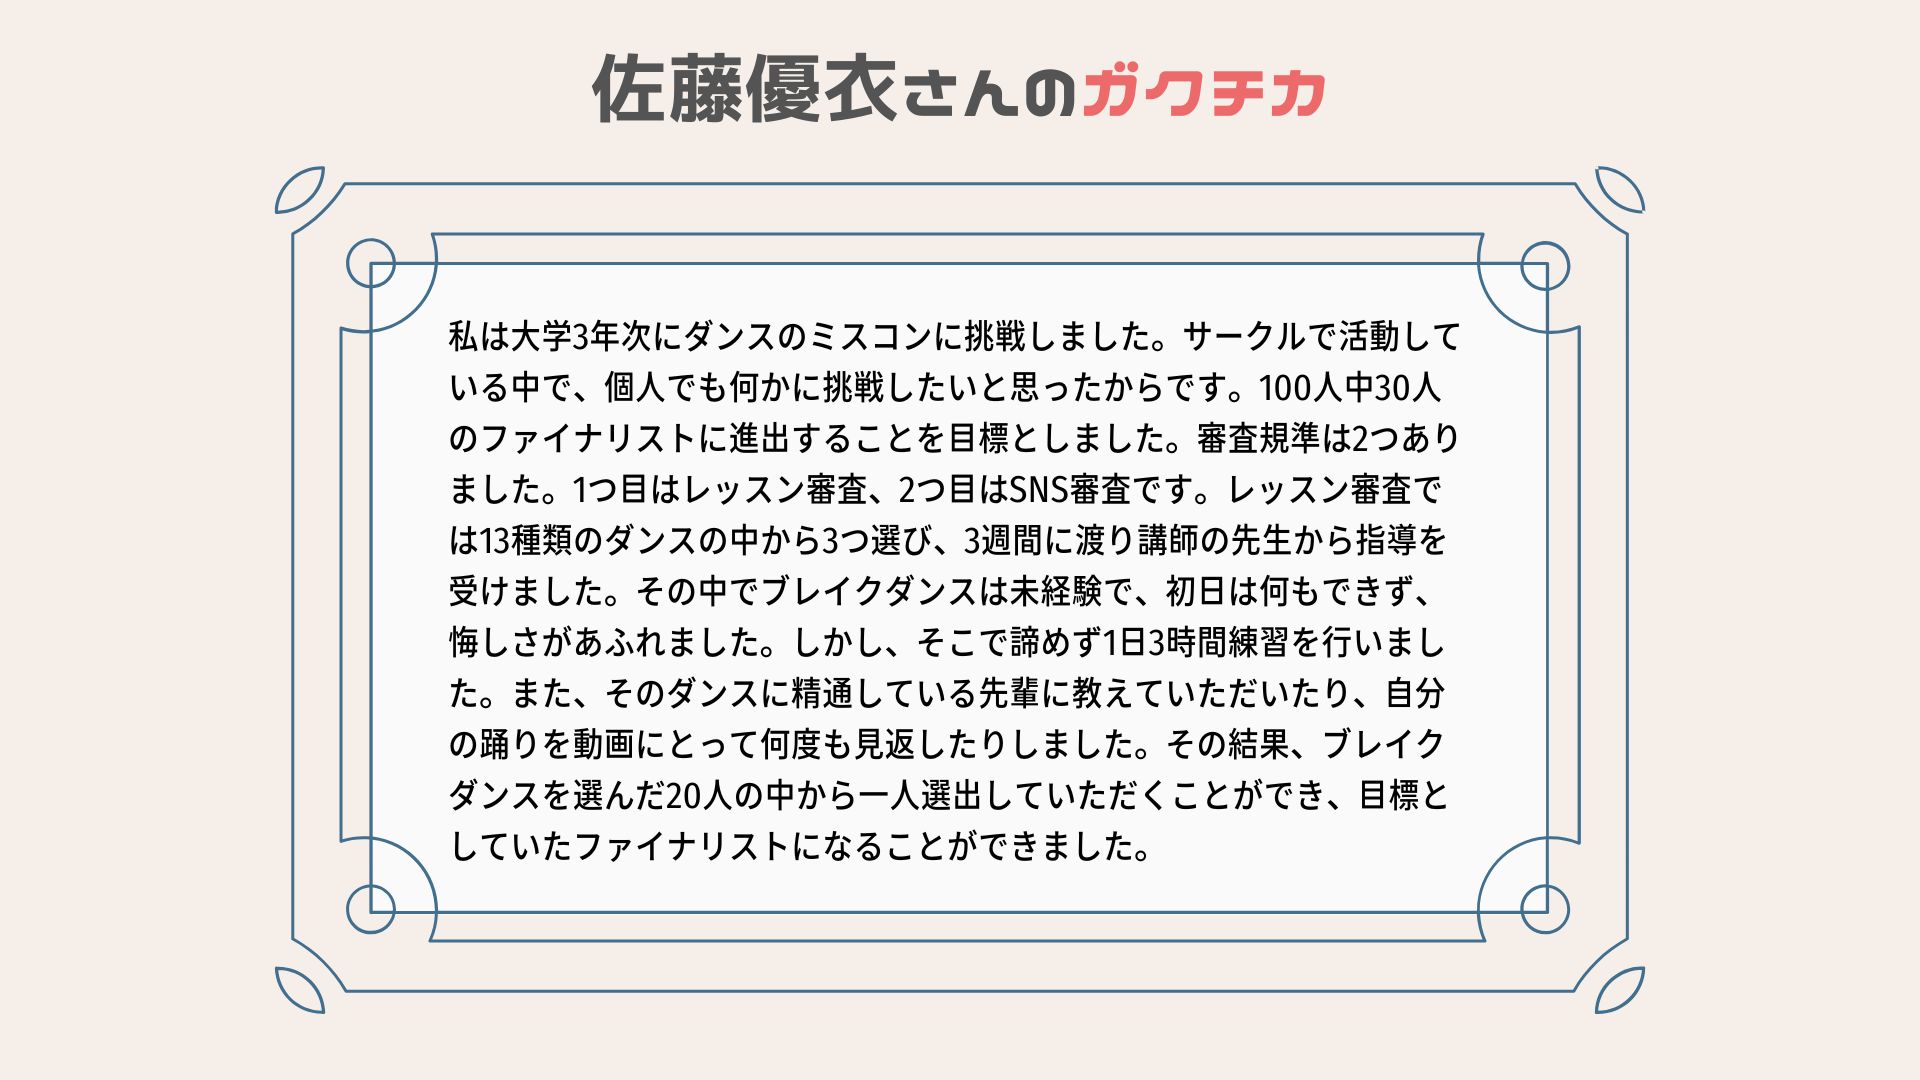 佐藤優衣さんのガクチカ
私は大学3年次にダンスのミスコンに挑戦しました。サークルで活動して
いる中で、個人でも何かに挑戦したいと思ったからです。100人中30人
のファイナリストに進出することを目標としました。審査規準は2つあり
ました。1つ目はレッスン審査、2つ目はSNS審査です。レッスン審査で
は13種類のダンスの中から3つ選び、3週間に渡り講師の先生から指導を
受けました。その中でブレイクダンスは未経験で、初日は何もできず、
悔しさがあふれました。しかし、そこで諦めず1日3時間練習を行いまし
た。また、そのダンスに精通している先輩に教えていただいたり、自分
の踊りを動画にとって何度も見返したりしました。その結果、ブレイク
ダンスを選んだ20人の中から一人選出していただくことができ、目標と
していたファイナリストになることができました。